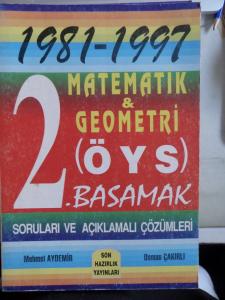 1981-1997
2
MATEMATİK
&
GEOMETRİ
(ÖYS)
.BASAMAK
SORULARI VE AÇIKLAMALI ÇÖZÜMLERİ
Mehmet AYDEMİR
SON
HAZIRLIK
YAYINLARI
Osman ÇAKIRLI